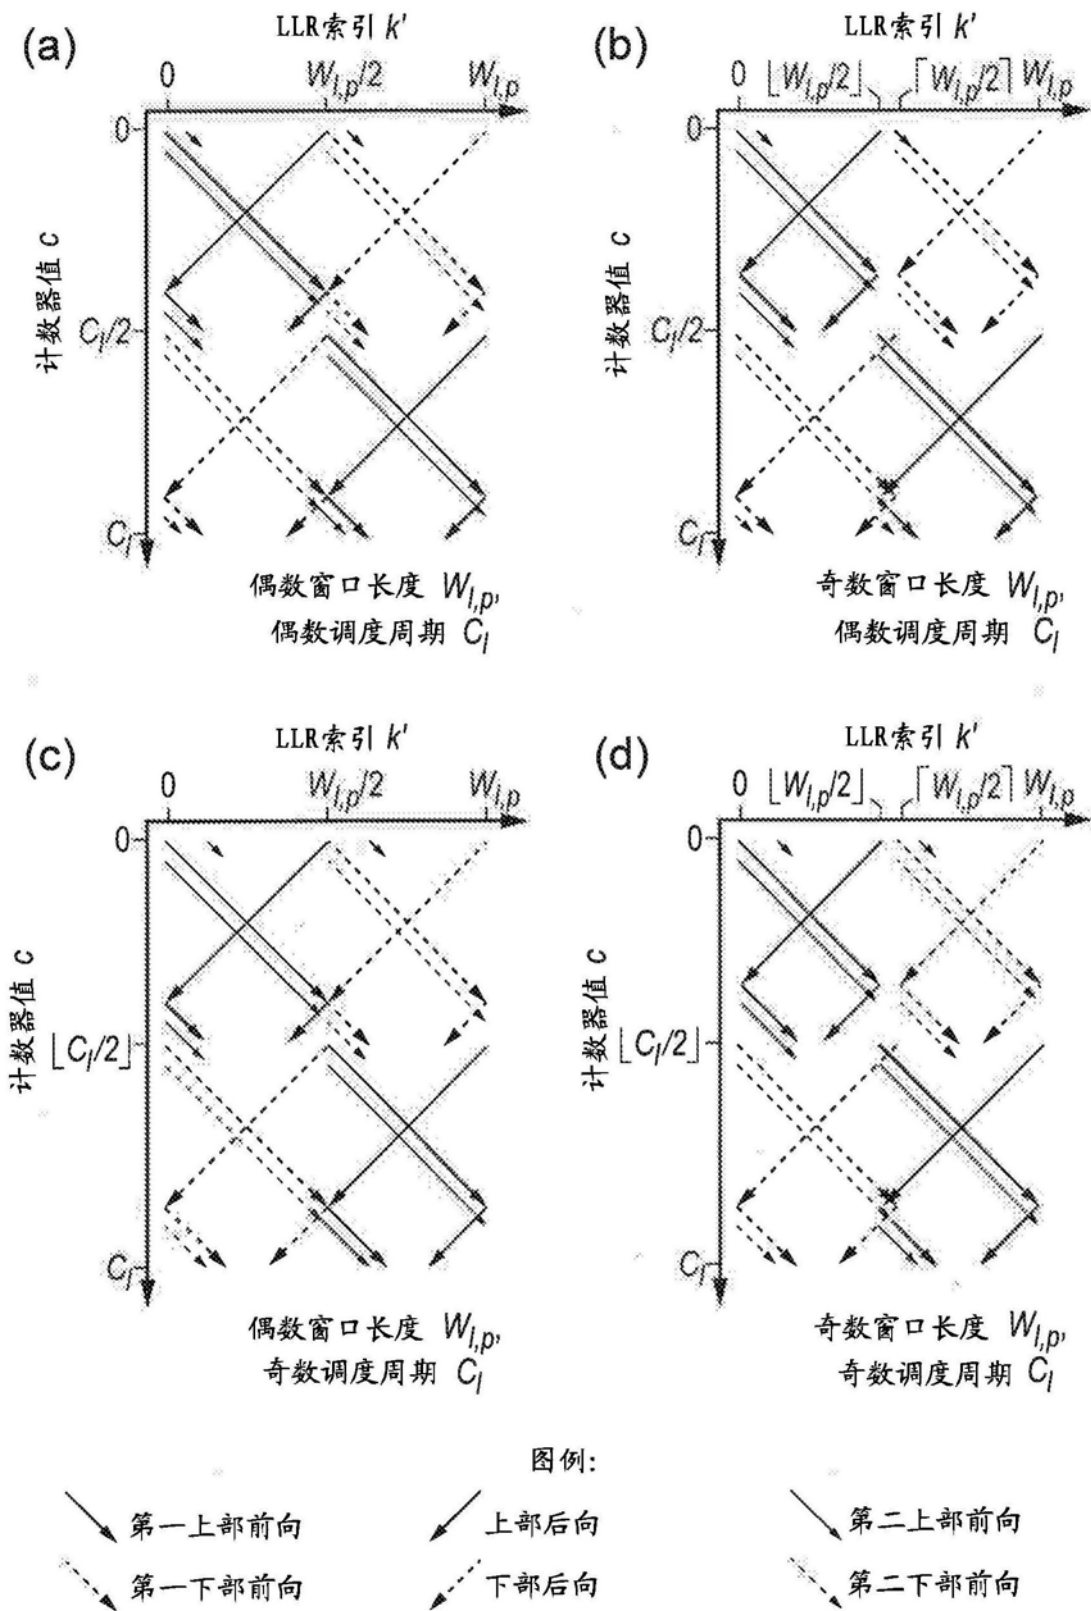 (a)
LLR索引 k'
0 W_{l,p}/2 W_{l,p}
0
计数器值 c
C_l/2
C_l
偶数窗口长度 W_{l,p},
偶数调度周期 C_l
(b)
LLR索引 k'
0 ⌊W_{l,p}/2⌋ ⌈W_{l,p}/2⌉ W_{l,p}
0
计数器值 c
C_l/2
C_l
奇数窗口长度 W_{l,p},
偶数调度周期 C_l
(c)
LLR索引 k'
0 W_{l,p}/2 W_{l,p}
0
计数器值 c
⌊C_l/2⌋
C_l
偶数窗口长度 W_{l,p},
奇数调度周期 C_l
(d)
LLR索引 k'
0 ⌊W_{l,p}/2⌋ ⌈W_{l,p}/2⌉ W_{l,p}
0
计数器值 c
⌊C_l/2⌋
C_l
奇数窗口长度 W_{l,p},
奇数调度周期 C_l
图例:
第一上部前向 上部后向 第二上部前向
第一下部前向 下部后向 第二下部前向